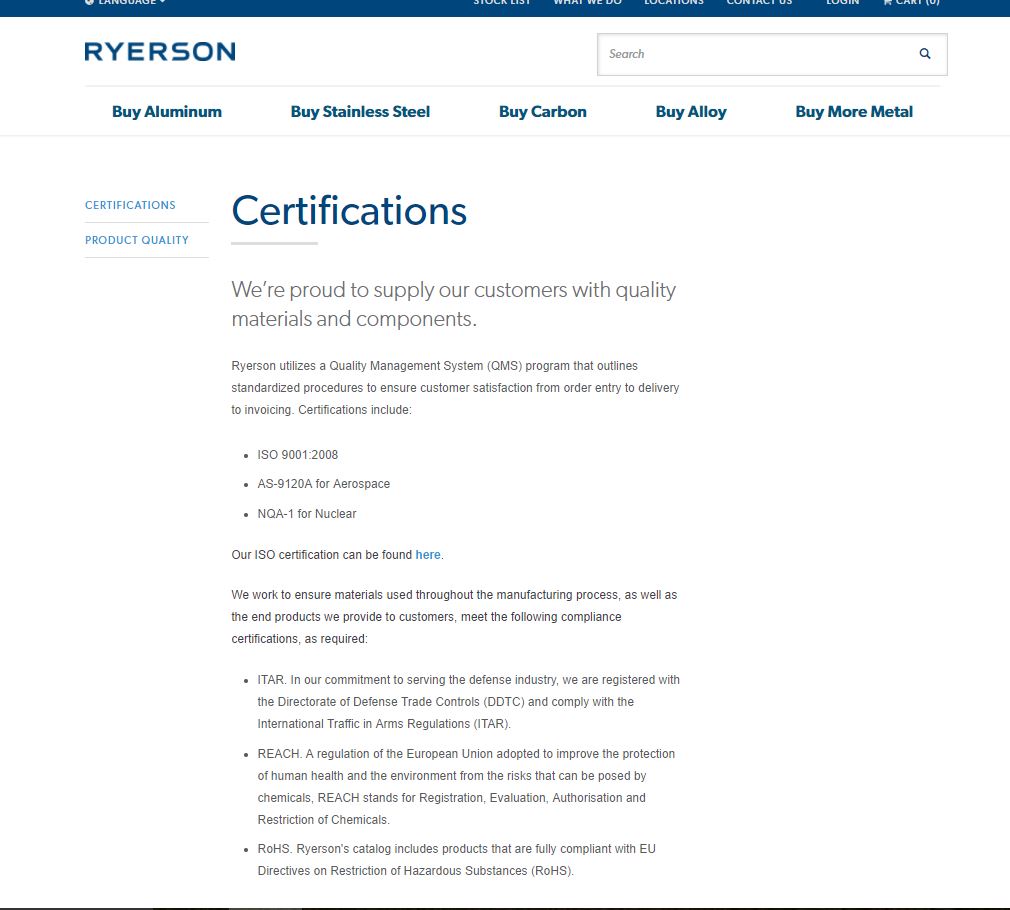 LANGUAGE STOCK LIST WHAT WE DO LOCATIONS CONTACT US LOGIN CART (0)
RYERSON
Search
Buy Aluminum Buy Stainless Steel Buy Carbon Buy Alloy Buy More Metal
CERTIFICATIONS
PRODUCT QUALITY
Certifications
We're proud to supply our customers with quality
materials and components.
Ryerson utilizes a Quality Management System (QMS) program that outlines
standardized procedures to ensure customer satisfaction from order entry to delivery
to invoicing. Certifications include:
• ISO 9001:2008
• AS-9120A for Aerospace
• NQA-1 for Nuclear
Our ISO certification can be found here.
We work to ensure materials used throughout the manufacturing process, as well as
the end products we provide to customers, meet the following compliance
certifications, as required:
• ITAR. In our commitment to serving the defense industry, we are registered with
the Directorate of Defense Trade Controls (DDTC) and comply with the
International Traffic in Arms Regulations (ITAR).
• REACH. A regulation of the European Union adopted to improve the protection
of human health and the environment from the risks that can be posed by
chemicals, REACH stands for Registration, Evaluation, Authorisation and
Restriction of Chemicals.
• RoHS. Ryerson's catalog includes products that are fully compliant with EU
Directives on Restriction of Hazardous Substances (RoHS).